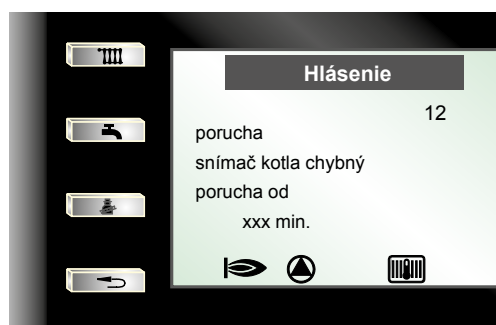 Hlásenie
12
porucha
snímač kotla chybný
porucha od
xxx min.